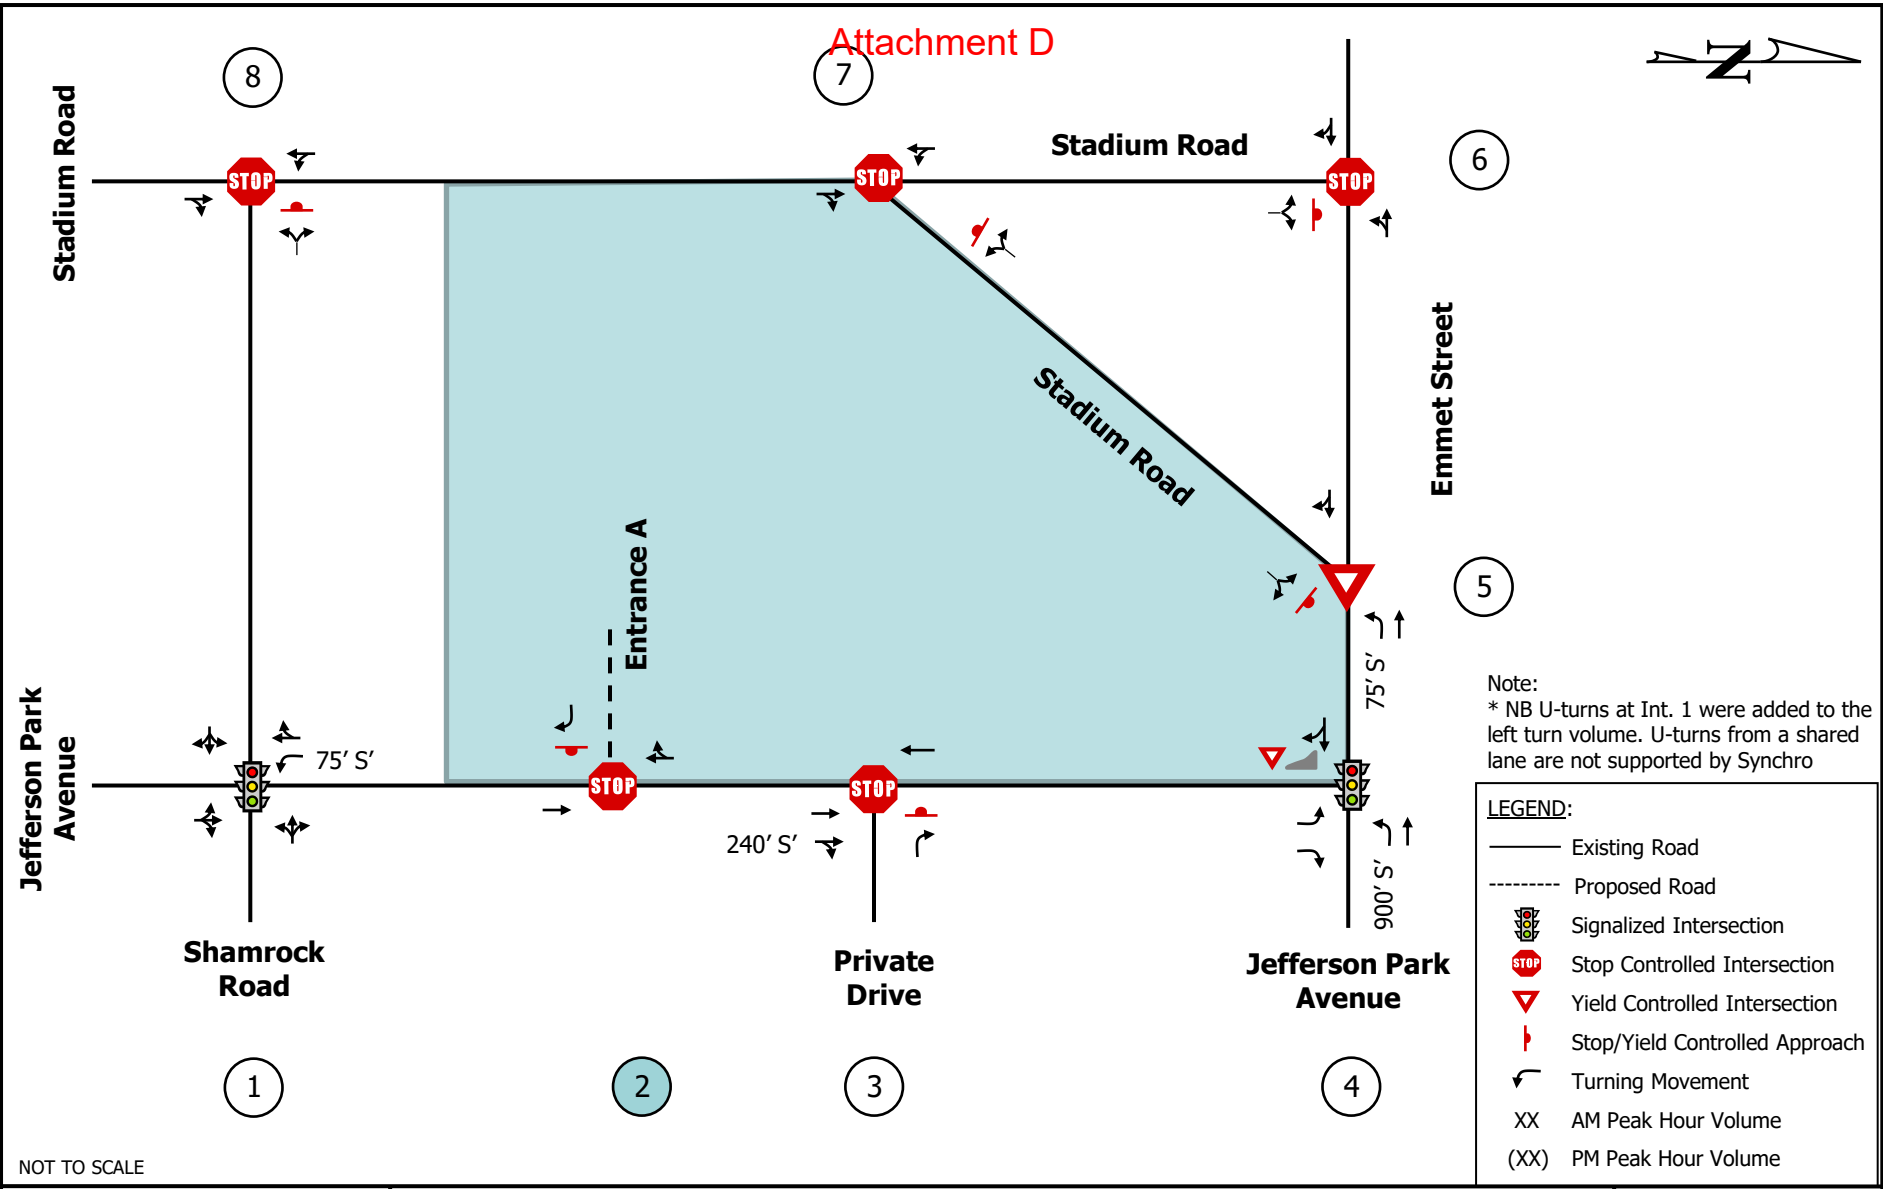 Attachment D
N
8
7
6
5
Stadium Road
Stadium Road
Stadium Road
STOP
STOP
STOP
Emmet Street
Entrance A
Jefferson Park
Avenue
75' S'
75' S'
240' S'
900' S'
STOP
STOP
Shamrock
Road
Private
Drive
Jefferson Park
Avenue
1
2
3
4
Note:
* NB U-turns at Int. 1 were added to the
left turn volume. U-turns from a shared
lane are not supported by Synchro
LEGEND:
Existing Road
Proposed Road
Signalized Intersection
STOP Stop Controlled Intersection
Yield Controlled Intersection
Stop/Yield Controlled Approach
Turning Movement
XX AM Peak Hour Volume
(XX) PM Peak Hour Volume
NOT TO SCALE